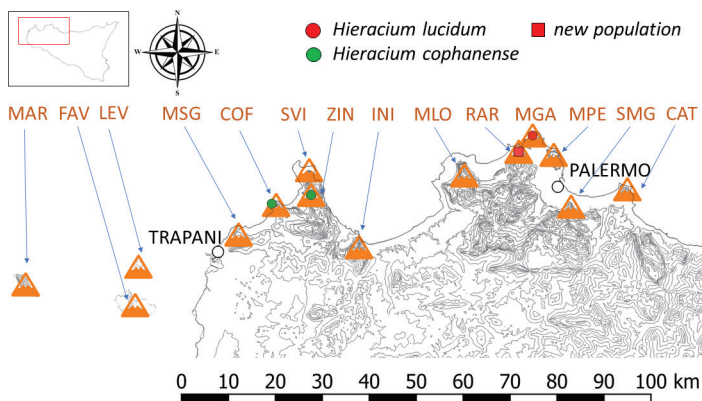 N
W E
S
Hieracium lucidum
new population
Hieracium cophanense
MAR FAV LEV MSG COF SVI ZIN INI MLO RAR MGA MPE SMG CAT
PALERMO
TRAPANI
0 10 20 30 40 50 60 70 80 90 100 km